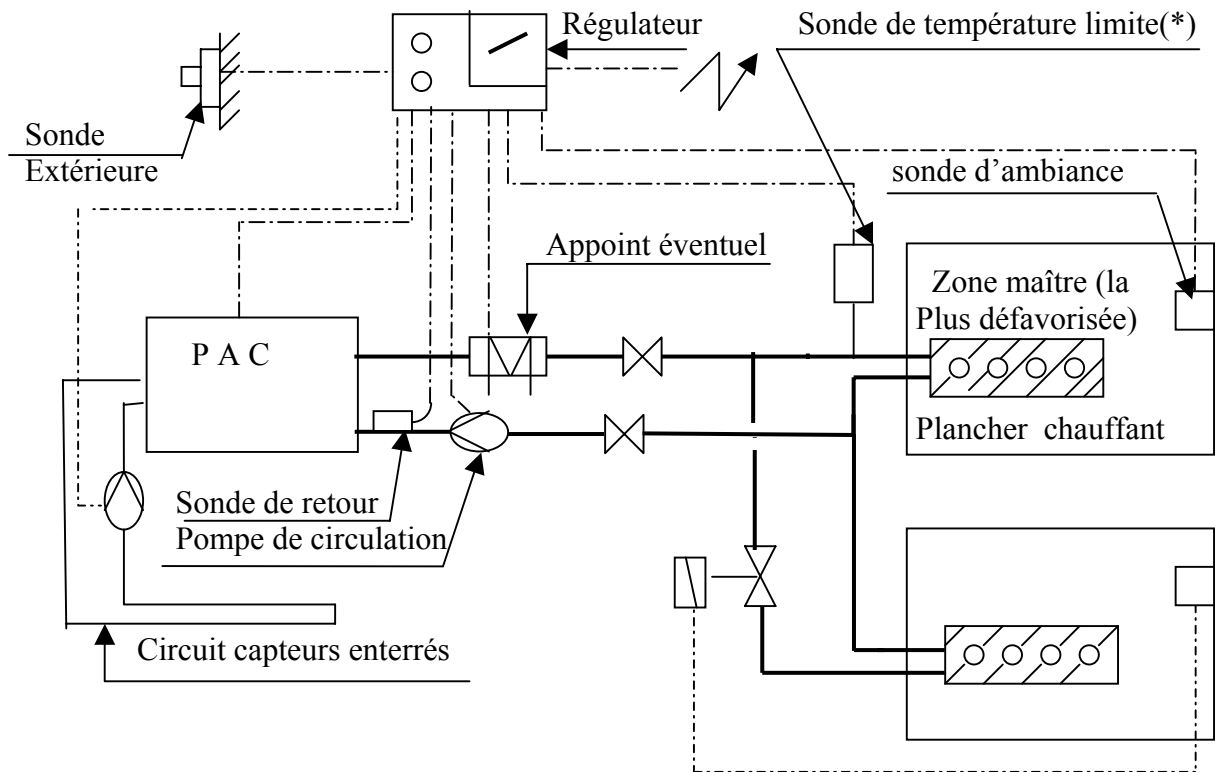 Régulateur
Sonde de température limite(*)
Sonde
Extérieure
sonde d’ambiance
Appoint éventuel
Zone maître (la
Plus défavorisée)
P A C
Plancher chauffant
Sonde de retour
Pompe de circulation
Circuit capteurs enterrés